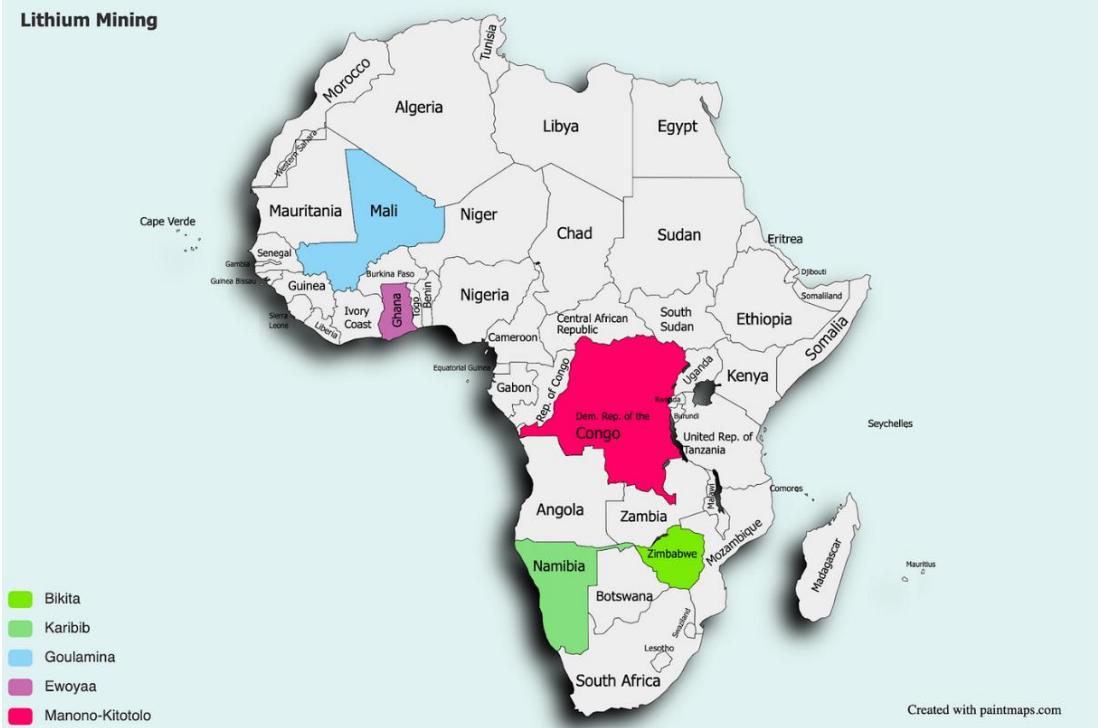 Lithium Mining
Tunisia
Morocco
Algeria
Libya
Egypt
Western Sahara
Mauritania
Mali
Niger
Chad
Sudan
Eritrea
Cape Verde
Senegal
Gambia
Guinea Bissau
Guinea
Sierra
Leone
Liberia
Ivory
Coast
Burkina Faso
Ghana
Togo
Benin
Nigeria
Cameroon
Central African
Republic
South
Sudan
Ethiopia
Djibouti
Somaliland
Somalia
Equatorial Guinea
Gabon
Rep. of Congo
Dem. Rep. of the
Congo
Uganda
Kenya
Rwanda
Burundi
United Rep. of
Tanzania
Seychelles
Comoros
Angola
Zambia
Malawi
Mozambique
Zimbabwe
Namibia
Botswana
Madagascar
Mauritius
Swaziland
Lesotho
South Africa
Bikita
Karibib
Goulamina
Ewoyaa
Manono-Kitotolo
Created with paintmaps.com